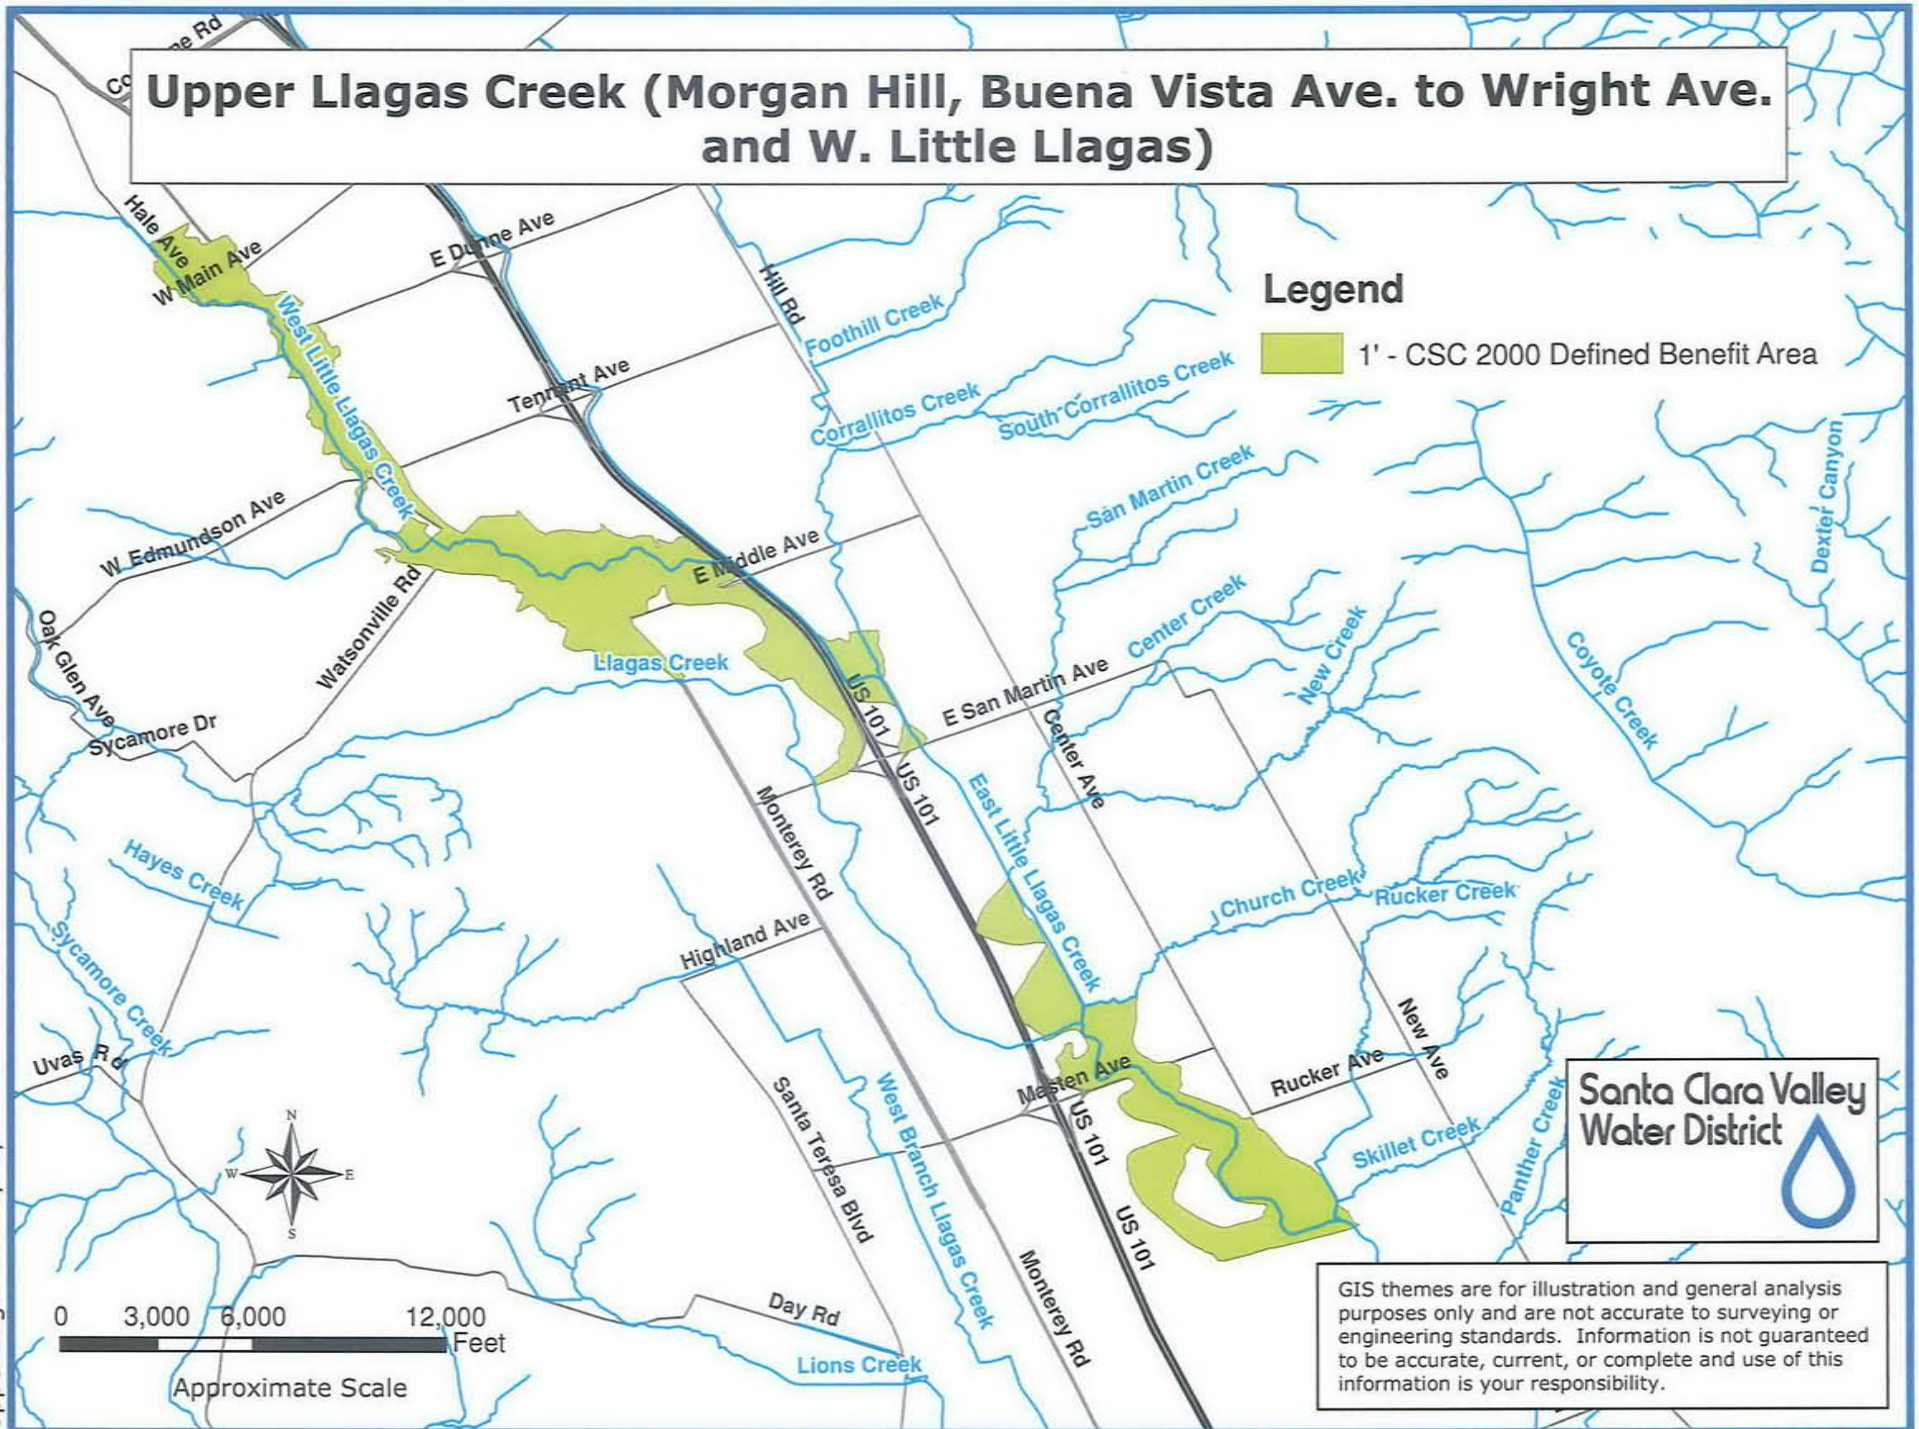 Upper Llagas Creek (Morgan Hill, Buena Vista Ave. to Wright Ave.
and W. Little Llagas)
Hale Ave
W Main Ave
E Dunne Ave
Hill Rd
West Little Llagas Creek
Foothill Creek
Tennant Ave
Corrallitos Creek
South Corrallitos Creek
San Martin Creek
Dexter Canyon
W Edmundson Ave
E Middle Ave
Watsonville Rd
Center Creek
New Creek
Coyote Creek
Oak Glen Ave
Sycamore Dr
Llagas Creek
US 101
E San Martin Ave
Center Ave
US 101
Monterey Rd
East Little Llagas Creek
Hayes Creek
Sycamore Creek
Highland Ave
Church Creek
Rucker Creek
New Ave
Uvas Rd
Masten Ave
Rucker Ave
US 101
Santa Teresa Blvd
West Branch Llagas Creek
Skillet Creek
Panther Creek
US 101
Monterey Rd
Day Rd
Lions Creek
Legend
1' - CSC 2000 Defined Benefit Area
N
W
E
S
0 3,000 6,000 12,000
Feet
Approximate Scale
Santa Clara Valley
Water District
GIS themes are for illustration and general analysis
purposes only and are not accurate to surveying or
engineering standards. Information is not guaranteed
to be accurate, current, or complete and use of this
information is your responsibility.